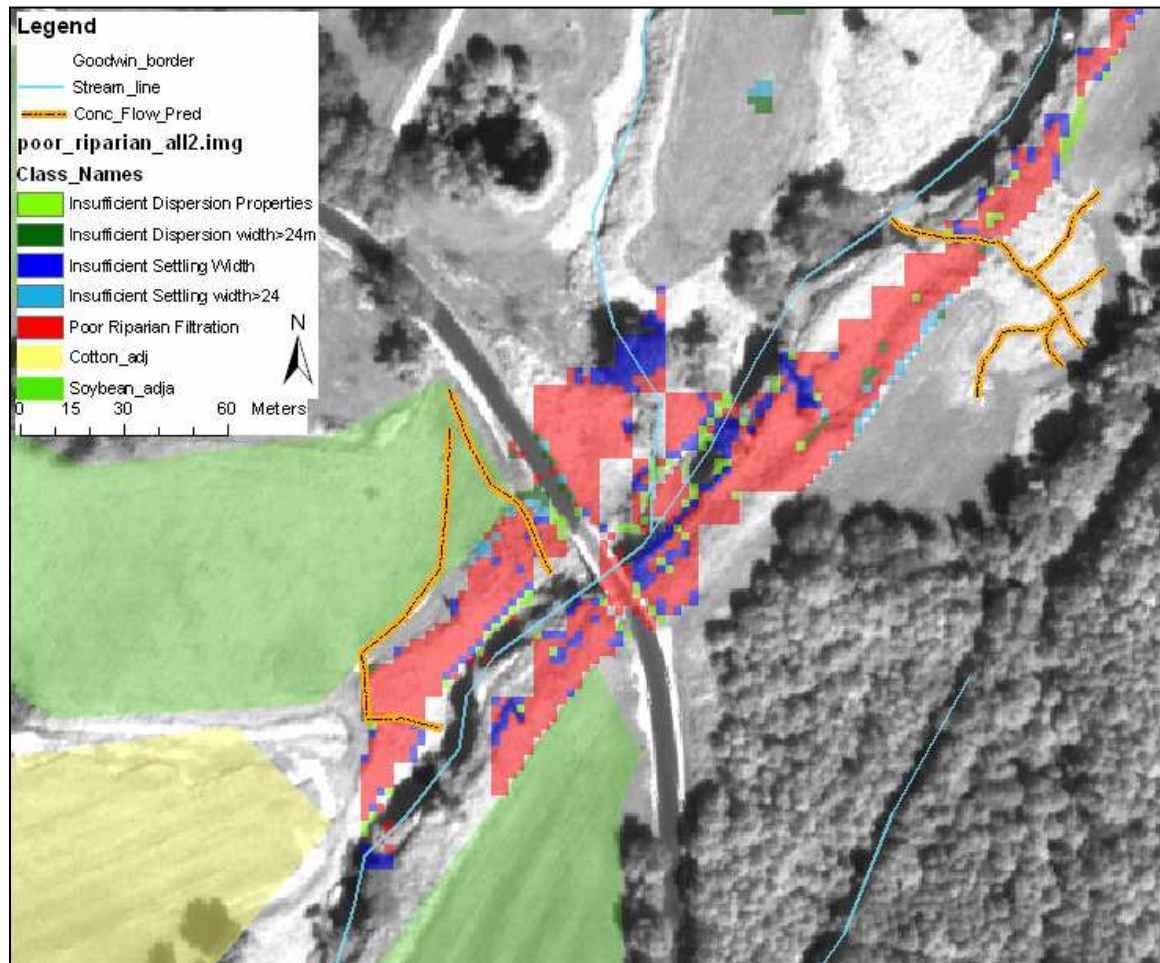 Legend
Goodwin_border
Stream_line
Conc_Flow_Pred
poor_riparian_all2.img
Class_Names
Insufficient Dispersion Properties
Insufficient Dispersion width>24m
Insufficient Settling Width
Insufficient Settling width>24
Poor Riparian Filtration
N
Cotton_adj
Soybean_adja
0 15 30 60 Meters